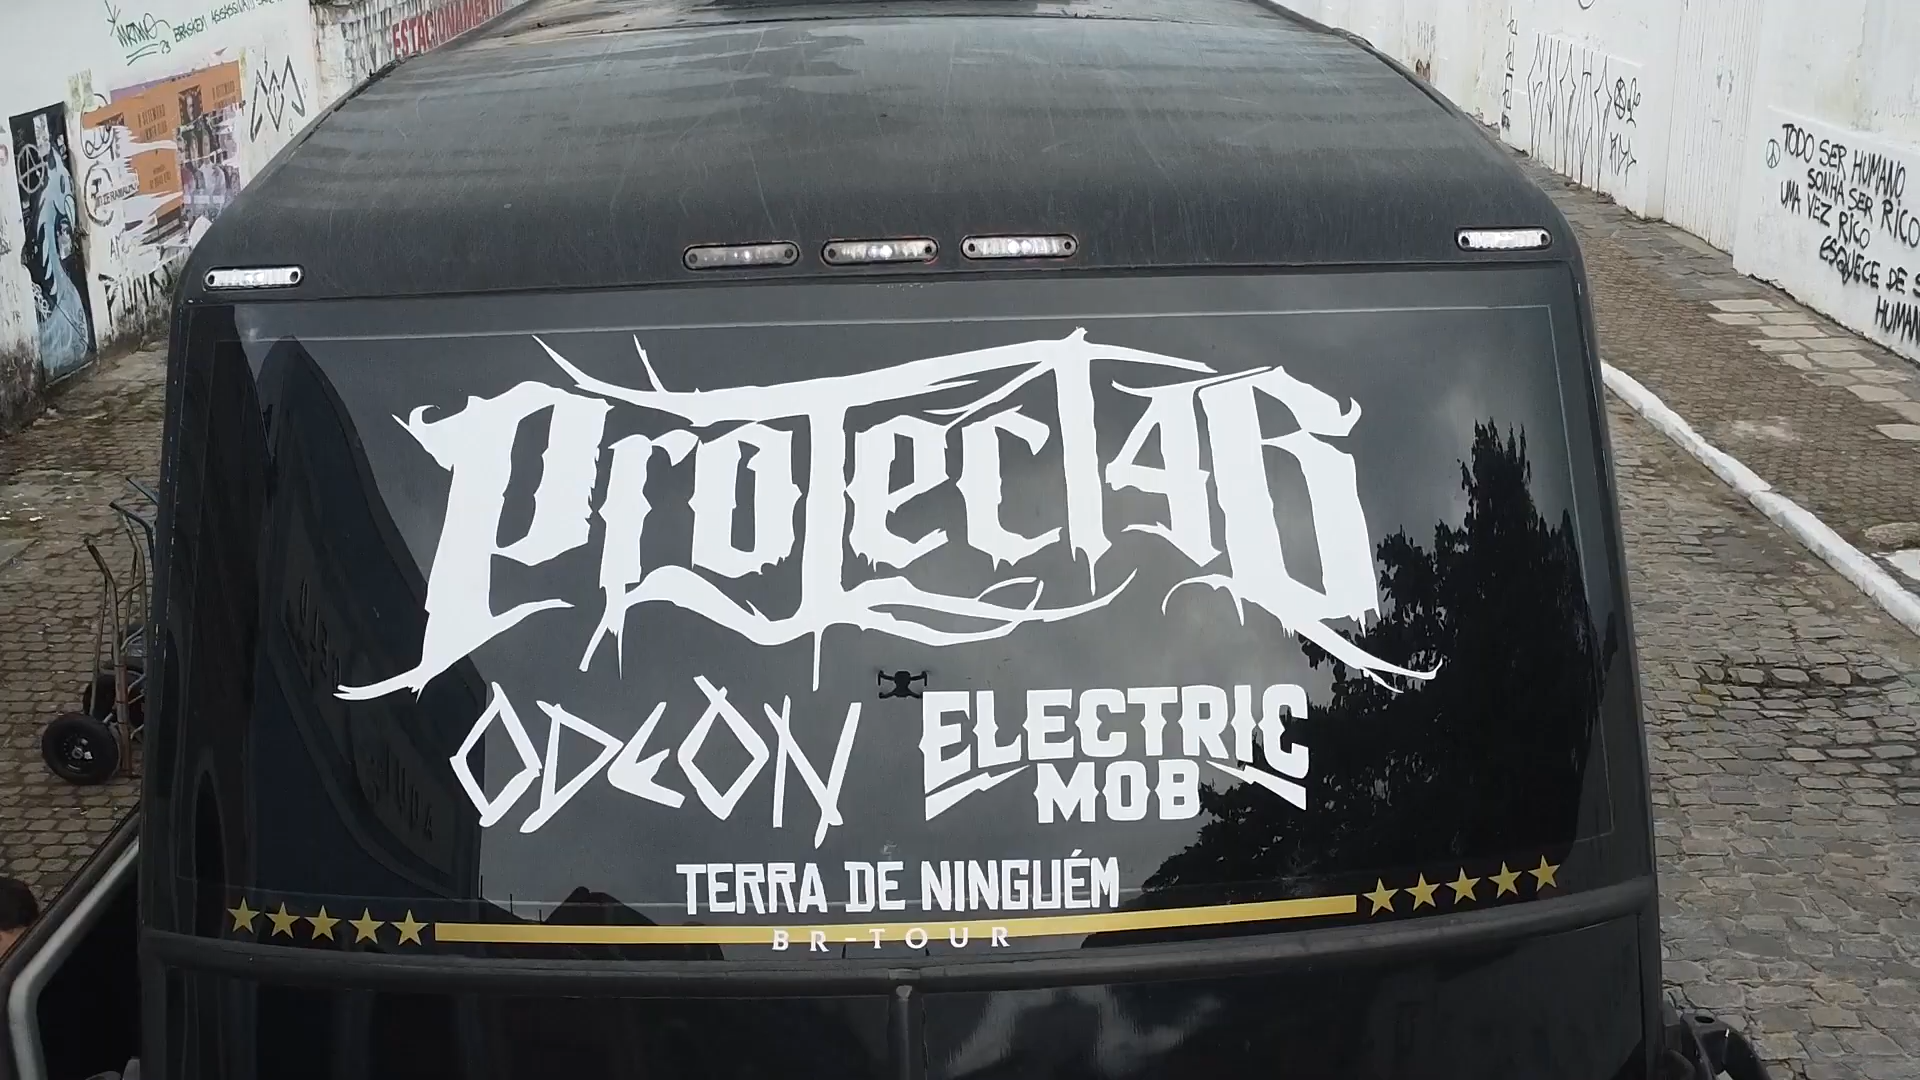 ESTACIONAMENTO
PROJECT46
ODEON
ELECTRIC
MOB
TERRA DE NINGUÉM
BR-TOUR
TODO SER HUMANO
SONHA SER RICO
UMA VEZ RICO
ESQUECE DE S
HUMAN